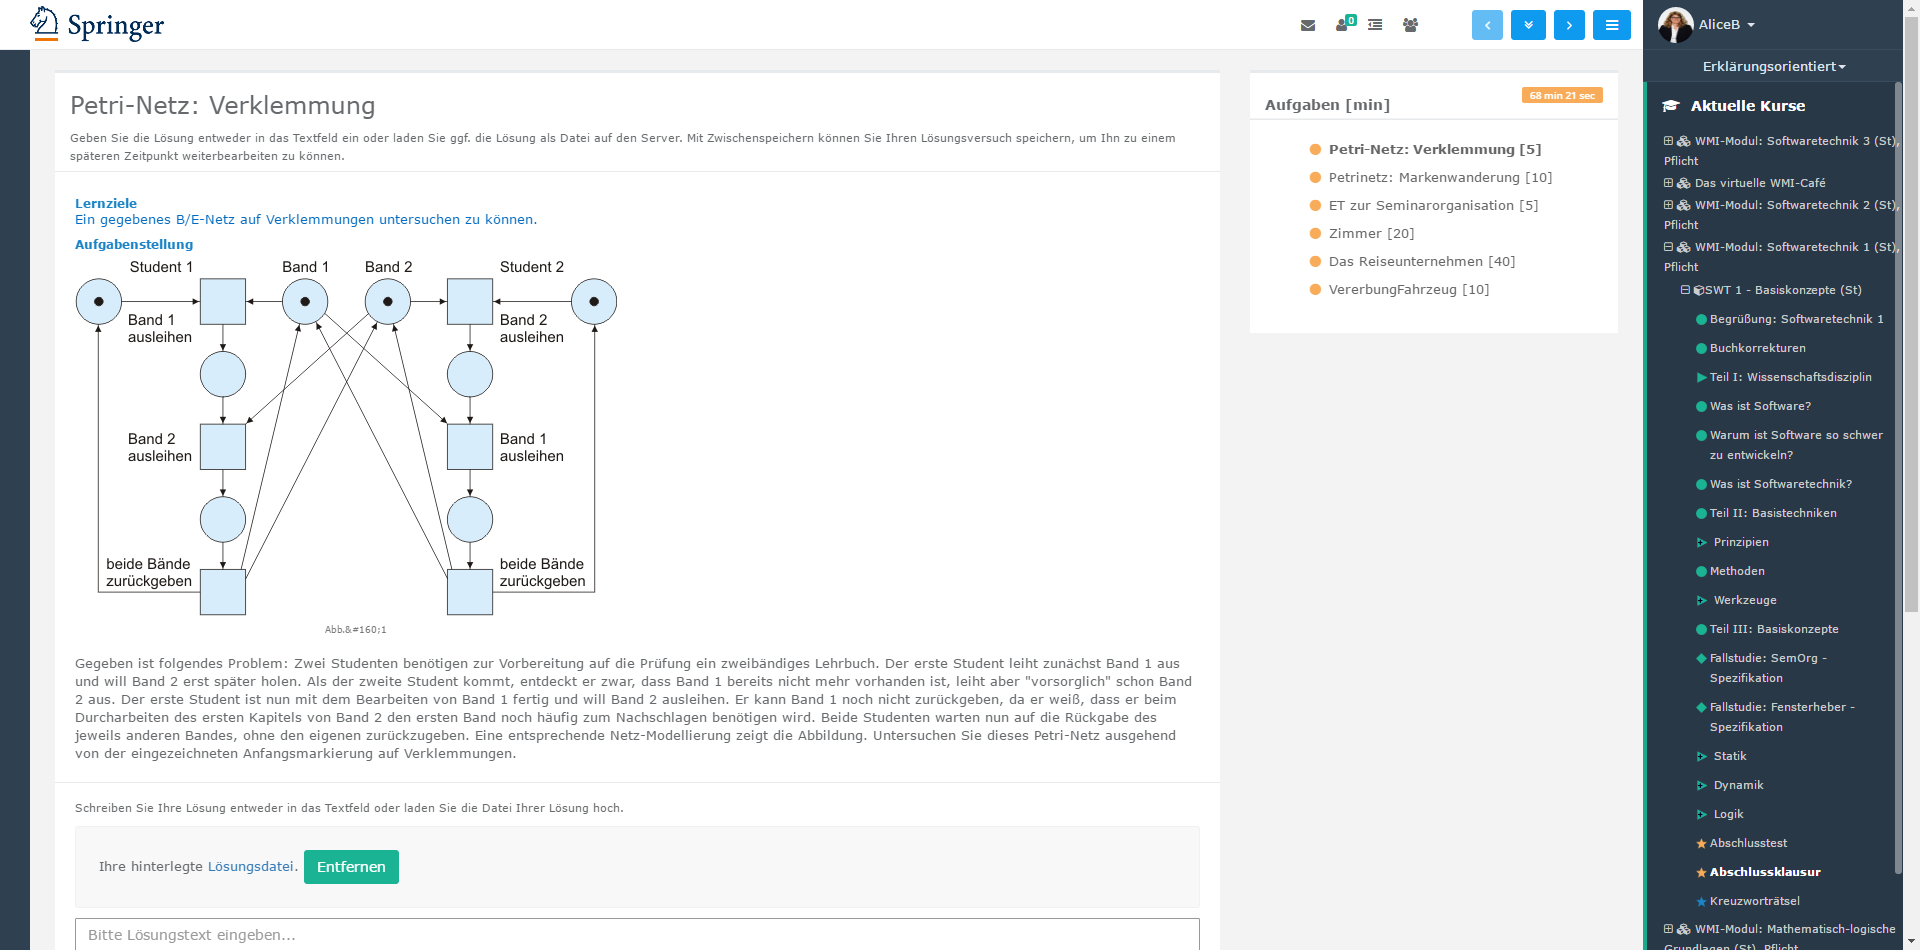 Springer
0
AliceB
Erklärungsorientiert
Petri-Netz: Verklemmung
Geben Sie die Lösung entweder in das Textfeld ein oder laden Sie ggf. die Lösung als Datei auf den Server. Mit Zwischenspeichern können Sie Ihren Lösungsversuch speichern, um Ihn zu einem
späteren Zeitpunkt weiterbearbeiten zu können.
Lernziele
Ein gegebenes B/E-Netz auf Verklemmungen untersuchen zu können.
Aufgabenstellung
Student 1
Band 1
Band 2
Student 2
Band 1
ausleihen
Band 2
ausleihen
Band 2
ausleihen
Band 1
ausleihen
beide Bände
zurückgeben
beide Bände
zurückgeben
Abb.&#160;1
Gegeben ist folgendes Problem: Zwei Studenten benötigen zur Vorbereitung auf die Prüfung ein zweibändiges Lehrbuch. Der erste Student leiht zunächst Band 1 aus
und will Band 2 erst später holen. Als der zweite Student kommt, entdeckt er zwar, dass Band 1 bereits nicht mehr vorhanden ist, leiht aber "vorsorglich" schon Band
2 aus. Der erste Student ist nun mit dem Bearbeiten von Band 1 fertig und will Band 2 ausleihen. Er kann Band 1 noch nicht zurückgeben, da er weiß, dass er beim
Durcharbeiten des ersten Kapitels von Band 2 den ersten Band noch häufig zum Nachschlagen benötigen wird. Beide Studenten warten nun auf die Rückgabe des
jeweils anderen Bandes, ohne den eigenen zurückzugeben. Eine entsprechende Netz-Modellierung zeigt die Abbildung. Untersuchen Sie dieses Petri-Netz ausgehend
von der eingezeichneten Anfangsmarkierung auf Verklemmungen.
Schreiben Sie Ihre Lösung entweder in das Textfeld oder laden Sie die Datei Ihrer Lösung hoch.
Ihre hinterlegte Lösungsdatei. Entfernen
Bitte Lösungstext eingeben...
Aufgaben [min]
68 min 21 sec
Petri-Netz: Verklemmung [5]
Petrinetz: Markenwanderung [10]
ET zur Seminarorganisation [5]
Zimmer [20]
Das Reiseunternehmen [40]
VererbungFahrzeug [10]
Aktuelle Kurse
WMI-Modul: Softwaretechnik 3 (St),
Pflicht
Das virtuelle WMI-Café
WMI-Modul: Softwaretechnik 2 (St),
Pflicht
WMI-Modul: Softwaretechnik 1 (St),
Pflicht
SWT 1 - Basiskonzepte (St)
Begrüßung: Softwaretechnik 1
Buchkorrekturen
Teil I: Wissenschaftsdisziplin
Was ist Software?
Warum ist Software so schwer
zu entwickeln?
Was ist Softwaretechnik?
Teil II: Basistechniken
Prinzipien
Methoden
Werkzeuge
Teil III: Basiskonzepte
Fallstudie: SemOrg -
Spezifikation
Fallstudie: Fensterheber -
Spezifikation
Statik
Dynamik
Logik
Abschlusstest
Abschlussklausur
Kreuzworträtsel
WMI-Modul: Mathematisch-logische
Grundlagen (St), Pflicht